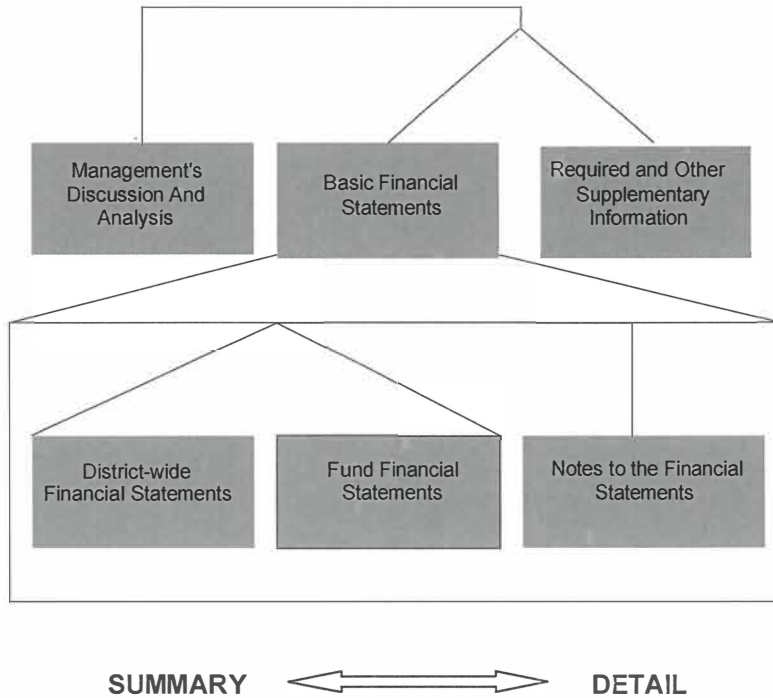 Management's
Discussion And
Analysis
Basic Financial
Statements
Required and Other
Supplementary
Information
District-wide
Financial Statements
Fund Financial
Statements
Notes to the Financial
Statements
SUMMARY DETAIL